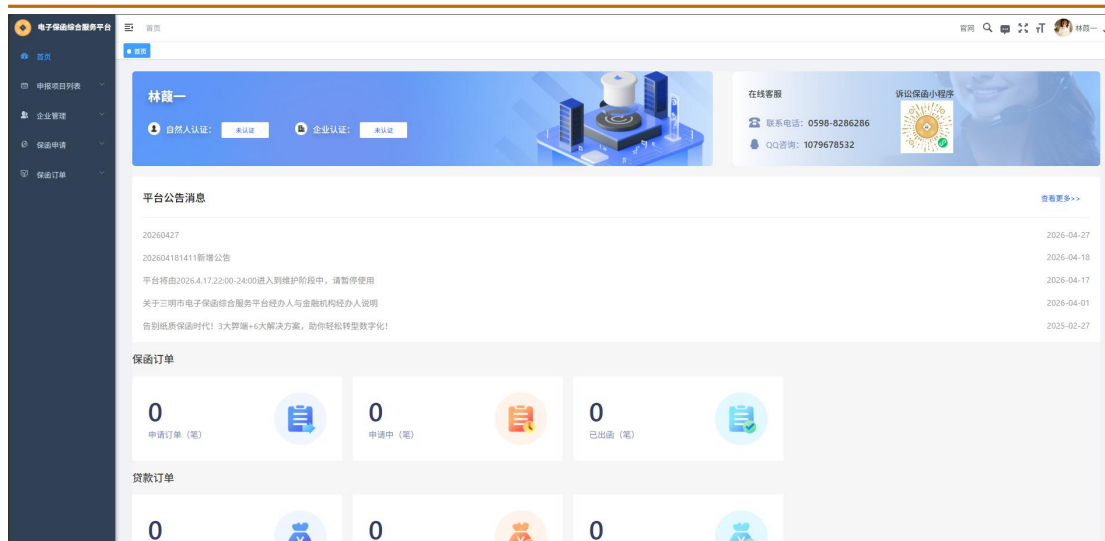 电子保函综合服务平台
首页
官网
林葭一
首页
首页
申报项目列表
企业管理
保函申请
保函订单
林葭一
自然人认证： 未认证
企业认证： 未认证
在线客服
联系电话：0598-8286286
QQ咨询：1079678532
诉讼保函小程序
平台公告消息
查看更多>>
20260427 2026-04-27
202604181411新增公告 2026-04-18
平台将由2026.4.17.22:00-24:00进入到维护阶段中，请暂停使用 2026-04-17
关于三明市电子保函综合服务平台经办人与金融机构经办人说明 2026-04-01
告别纸质保函时代！3大弊端+6大解决方案，助你轻松转型数字化！ 2025-02-27
保函订单
0 0 0
申请订单（笔） 申请中（笔） 已出函（笔）
贷款订单
0 0 0